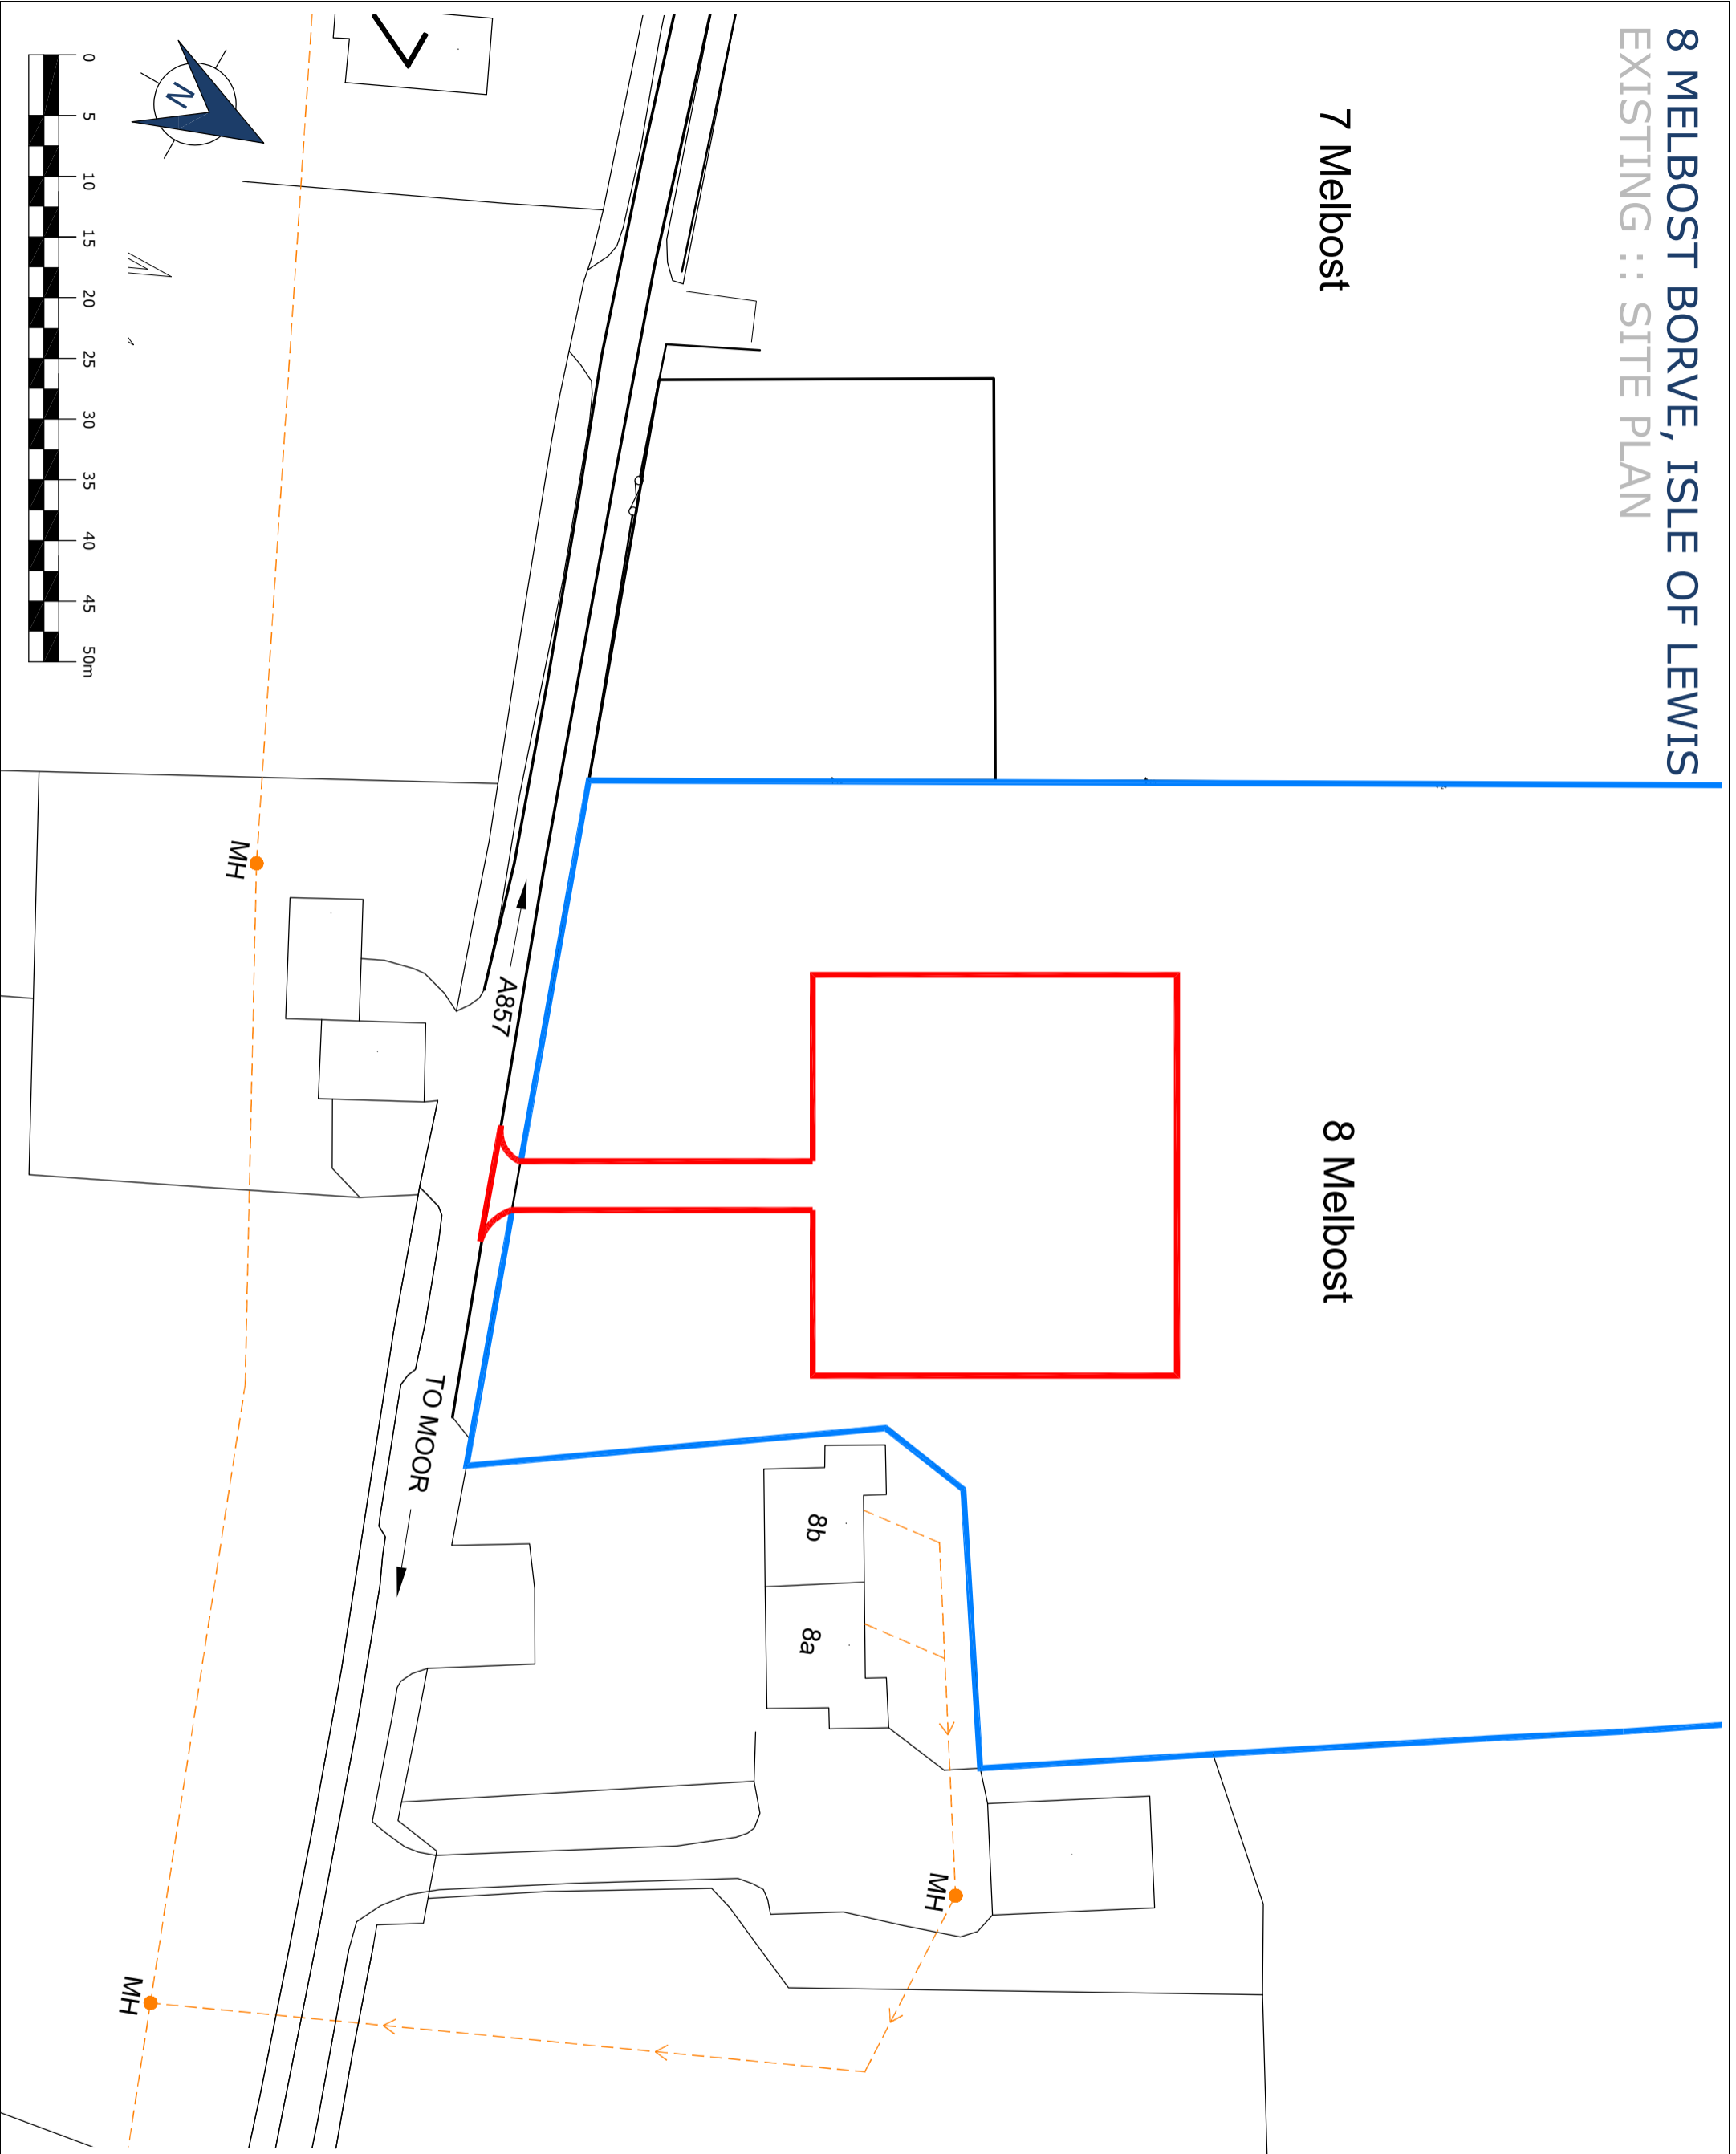 8 MELBOST BORVE, ISLE OF LEWIS
EXISTING :: SITE PLAN
7 Melbost
8 Melbost
A857
TO MOOR
8b
8a
MH
MH
MH
N
0 5 10 15 20 25 30 35 40 45 50m